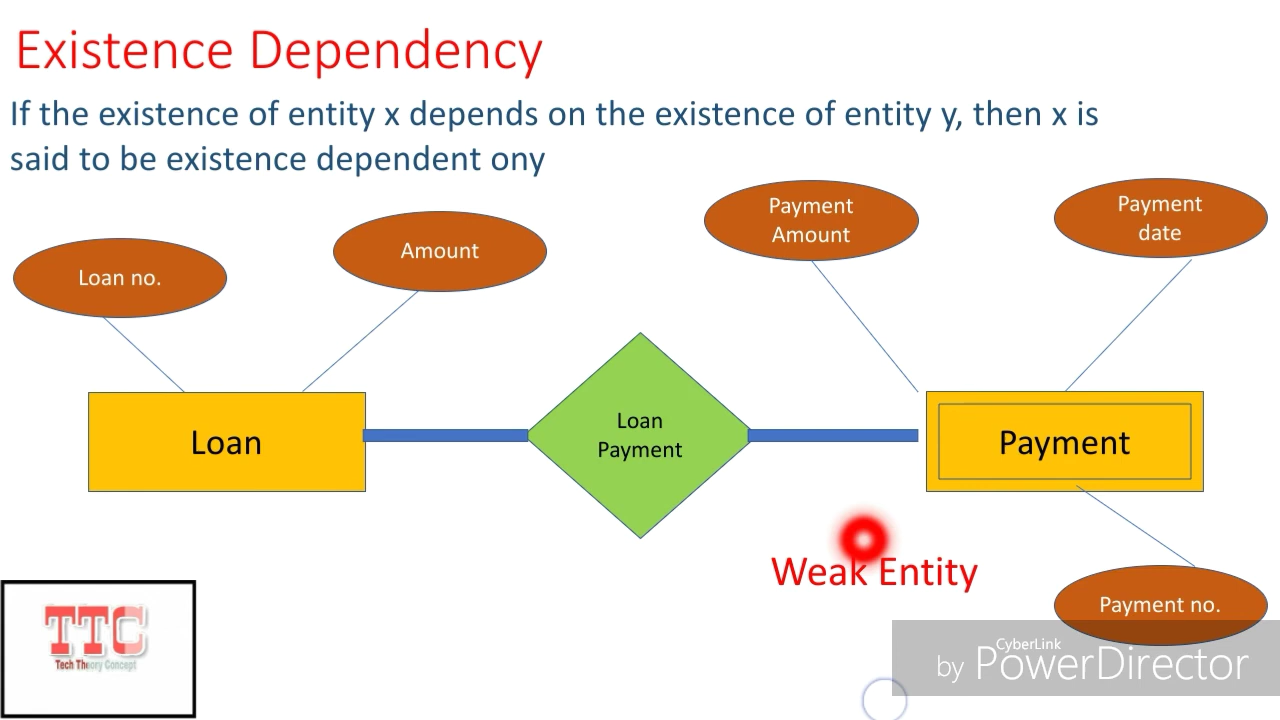 Existence Dependency
If the existence of entity x depends on the existence of entity y, then x is
said to be existence dependent ony
Payment
Amount
Payment
date
Amount
Loan no.
Loan
Payment
Loan
Payment
Weak Entity
Payment no.
TTC
Tech Theory Concept
CyberLink
by PowerDirector